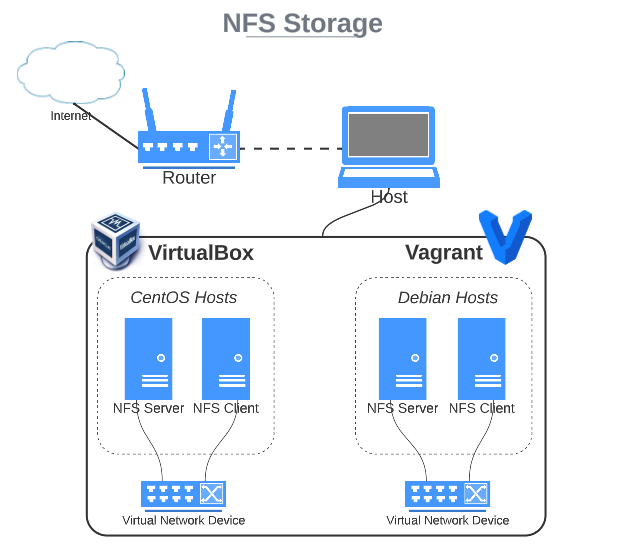 NFS Storage
Internet
Router
Host
VirtualBox
Vagrant
CentOS Hosts
Debian Hosts
NFS Server
NFS Client
NFS Server
NFS Client
Virtual Network Device
Virtual Network Device